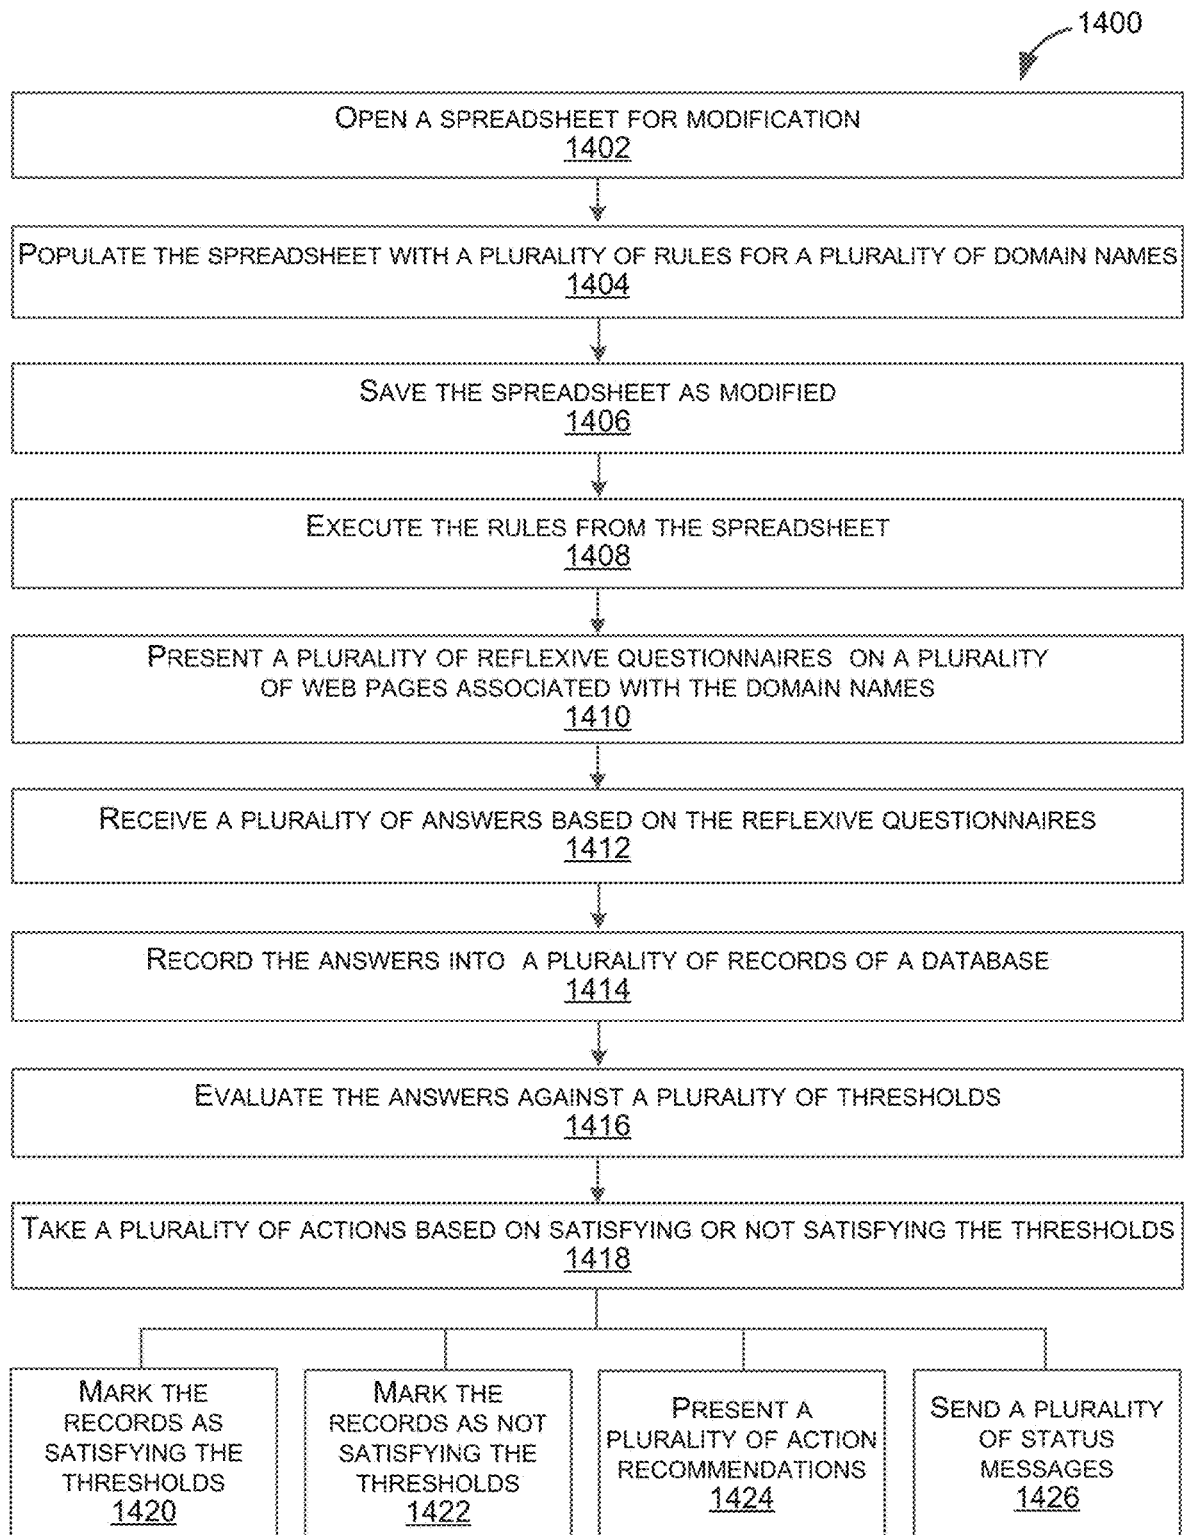 1400
OPEN A SPREADSHEET FOR MODIFICATION
1402
POPULATE THE SPREADSHEET WITH A PLURALITY OF RULES FOR A PLURALITY OF DOMAIN NAMES
1404
SAVE THE SPREADSHEET AS MODIFIED
1406
EXECUTE THE RULES FROM THE SPREADSHEET
1408
PRESENT A PLURALITY OF REFLEXIVE QUESTIONNAIRES ON A PLURALITY
OF WEB PAGES ASSOCIATED WITH THE DOMAIN NAMES
1410
RECEIVE A PLURALITY OF ANSWERS BASED ON THE REFLEXIVE QUESTIONNAIRES
1412
RECORD THE ANSWERS INTO A PLURALITY OF RECORDS OF A DATABASE
1414
EVALUATE THE ANSWERS AGAINST A PLURALITY OF THRESHOLDS
1416
TAKE A PLURALITY OF ACTIONS BASED ON SATISFYING OR NOT SATISFYING THE THRESHOLDS
1418
MARK THE
RECORDS AS
SATISFYING THE
THRESHOLDS
1420
MARK THE
RECORDS AS NOT
SATISFYING THE
THRESHOLDS
1422
PRESENT A
PLURALITY OF ACTION
RECOMMENDATIONS
1424
SEND A PLURALITY
OF STATUS
MESSAGES
1426